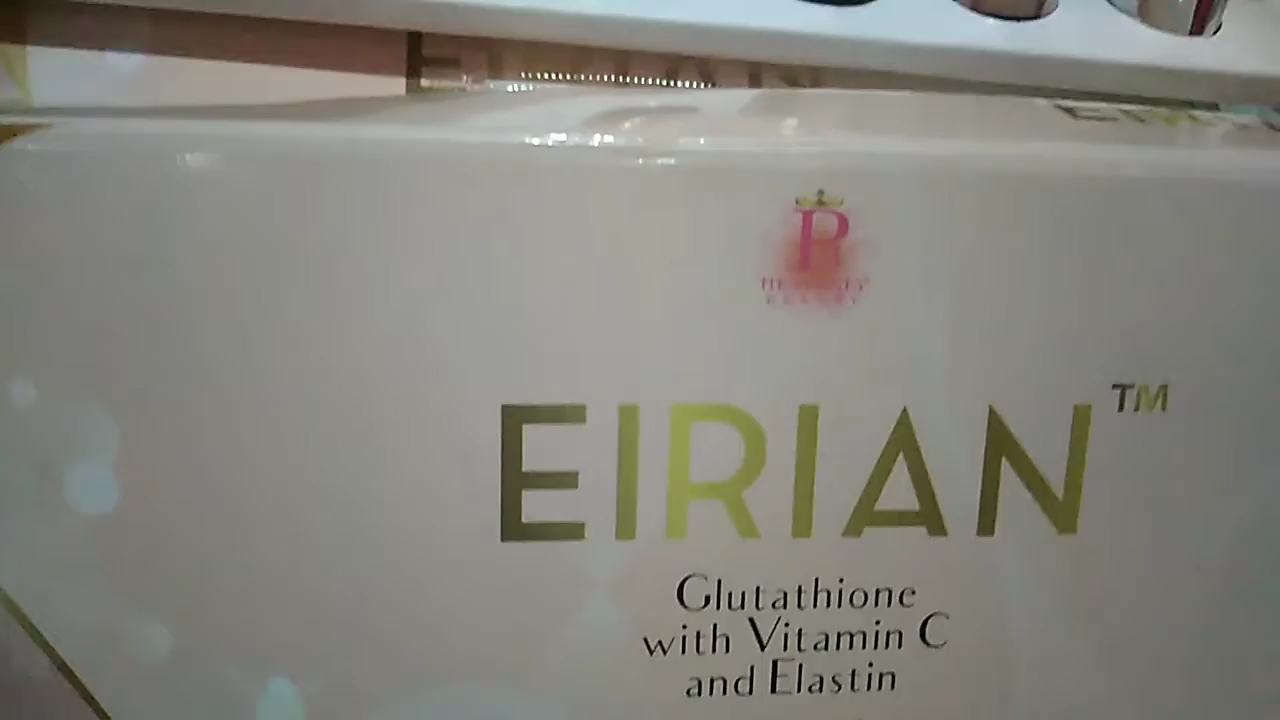 R
EIRIAN™
Glutathione
with Vitamin C
and Elastin